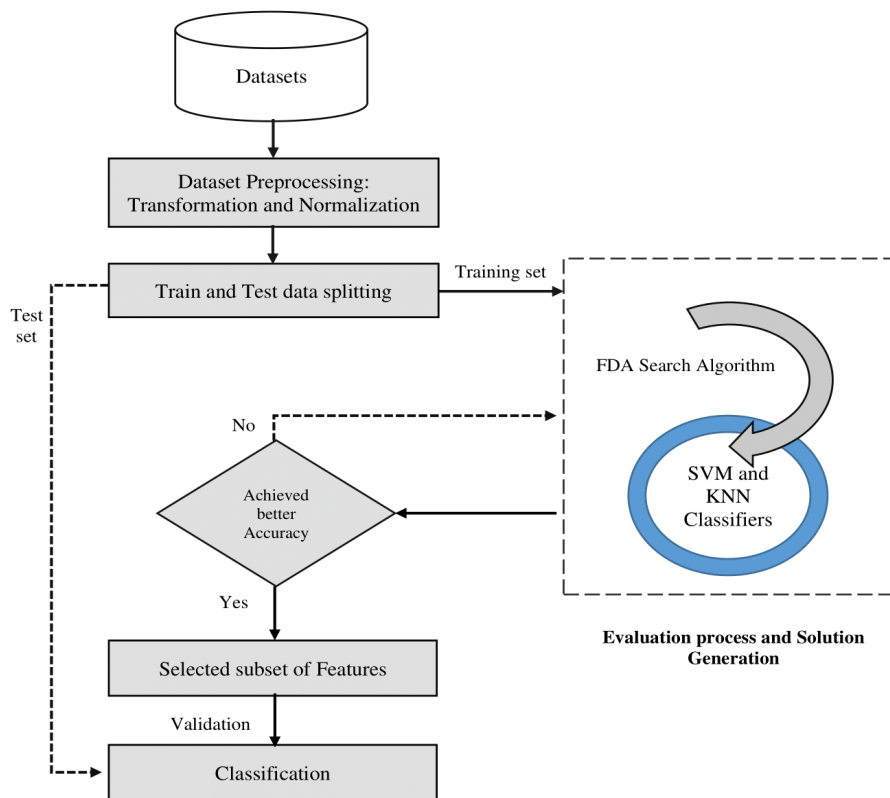 Datasets
Dataset Preprocessing:
Transformation and Normalization
Train and Test data splitting
Training set
Test
set
FDA Search Algorithm
SVM and
KNN
Classifiers
No
Achieved
better
Accuracy
Yes
Evaluation process and Solution
Generation
Selected subset of Features
Validation
Classification